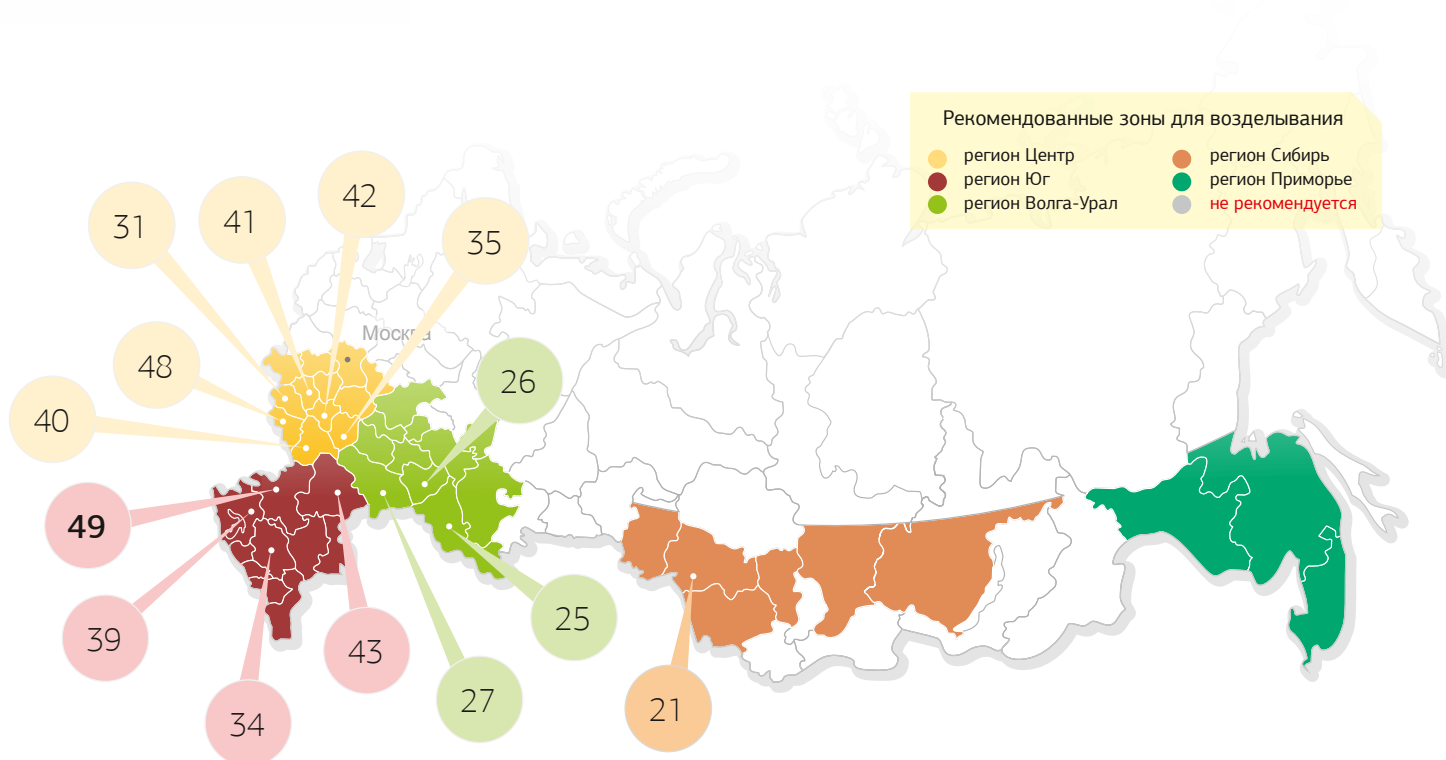 Рекомендованные зоны для возделывания
регион Центр
регион Юг
регион Волга-Урал
регион Сибирь
регион Приморье
не рекомендуется
42
31
41
35
Москва
48
26
40
49
25
39
43
27
21
34